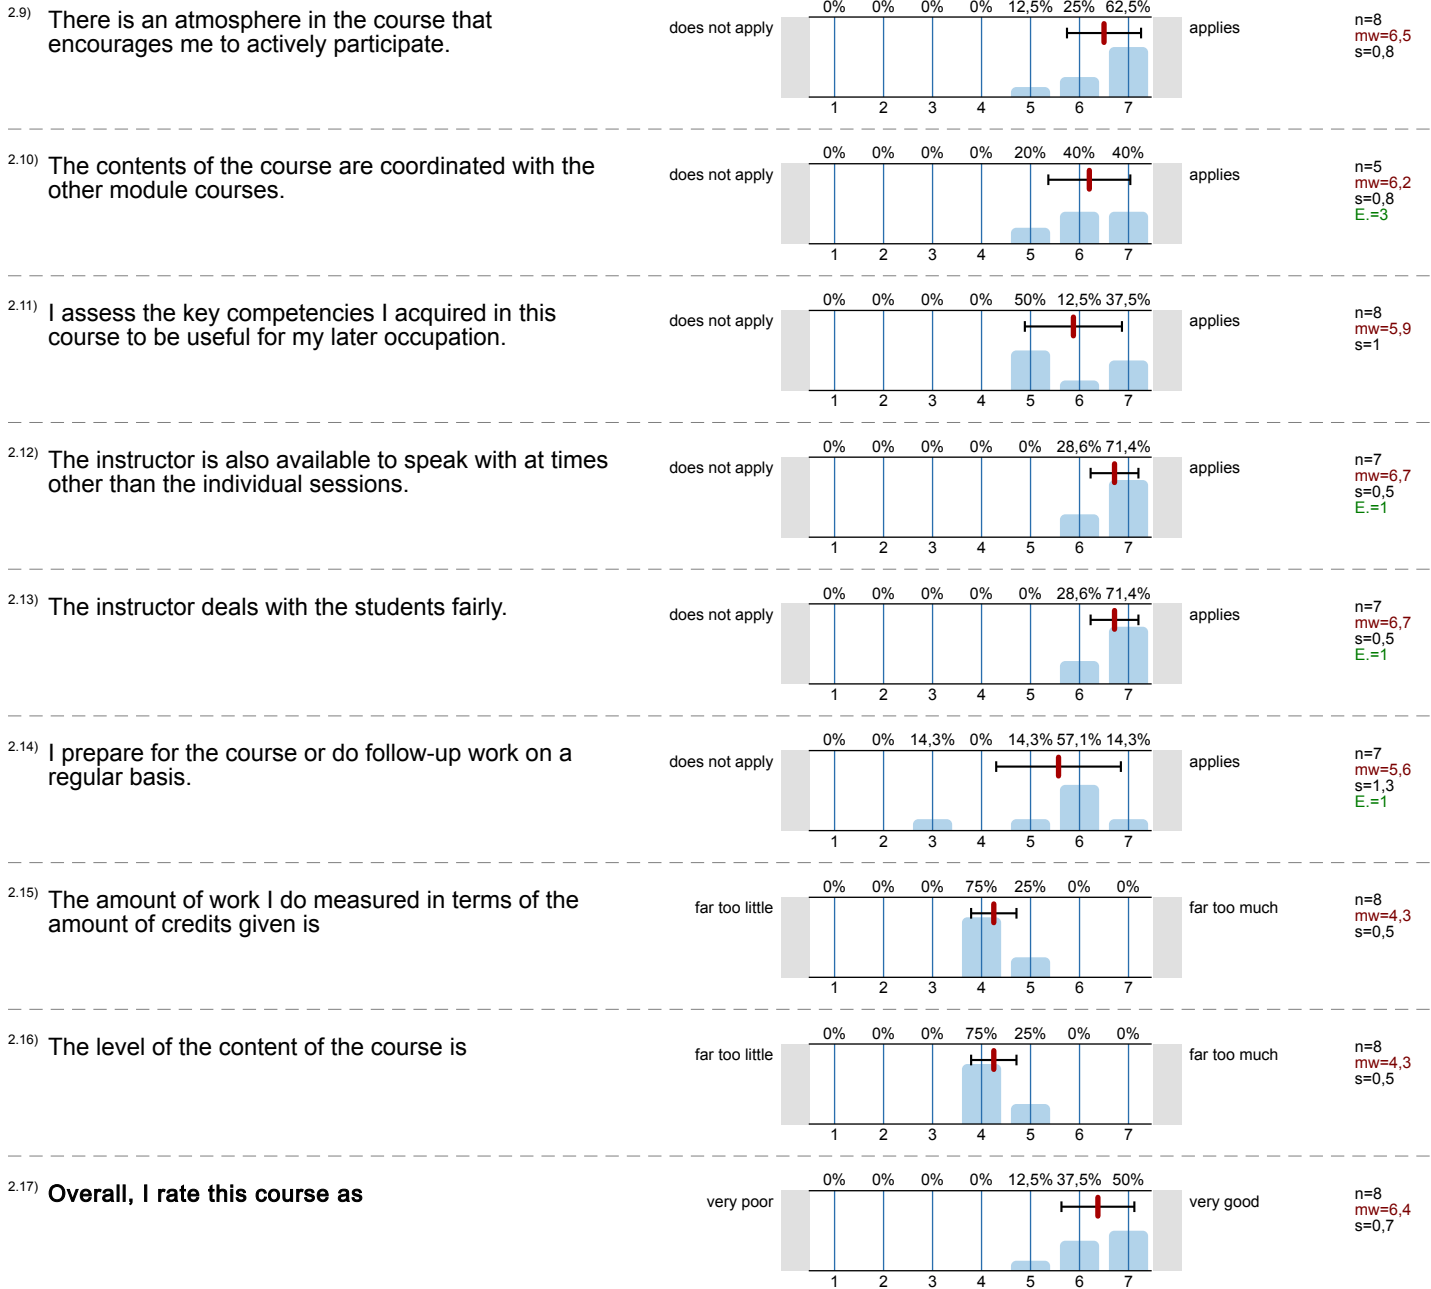 2.9) There is an atmosphere in the course that
encourages me to actively participate.
does not apply
0% 0% 0% 0% 12,5% 25% 62,5%
1 2 3 4 5 6 7
applies
n=8
mw=6,5
s=0,8
2.10) The contents of the course are coordinated with the
other module courses.
does not apply
0% 0% 0% 0% 20% 40% 40%
1 2 3 4 5 6 7
applies
n=5
mw=6,2
s=0,8
E.=3
2.11) I assess the key competencies I acquired in this
course to be useful for my later occupation.
does not apply
0% 0% 0% 0% 50% 12,5% 37,5%
1 2 3 4 5 6 7
applies
n=8
mw=5,9
s=1
2.12) The instructor is also available to speak with at times
other than the individual sessions.
does not apply
0% 0% 0% 0% 0% 28,6% 71,4%
1 2 3 4 5 6 7
applies
n=7
mw=6,7
s=0,5
E.=1
2.13) The instructor deals with the students fairly.
does not apply
0% 0% 0% 0% 0% 28,6% 71,4%
1 2 3 4 5 6 7
applies
n=7
mw=6,7
s=0,5
E.=1
2.14) I prepare for the course or do follow-up work on a
regular basis.
does not apply
0% 0% 14,3% 0% 14,3% 57,1% 14,3%
1 2 3 4 5 6 7
applies
n=7
mw=5,6
s=1,3
E.=1
2.15) The amount of work I do measured in terms of the
amount of credits given is
far too little
0% 0% 0% 75% 25% 0% 0%
1 2 3 4 5 6 7
far too much
n=8
mw=4,3
s=0,5
2.16) The level of the content of the course is
far too little
0% 0% 0% 75% 25% 0% 0%
1 2 3 4 5 6 7
far too much
n=8
mw=4,3
s=0,5
2.17) Overall, I rate this course as
very poor
0% 0% 0% 0% 12,5% 37,5% 50%
1 2 3 4 5 6 7
very good
n=8
mw=6,4
s=0,7